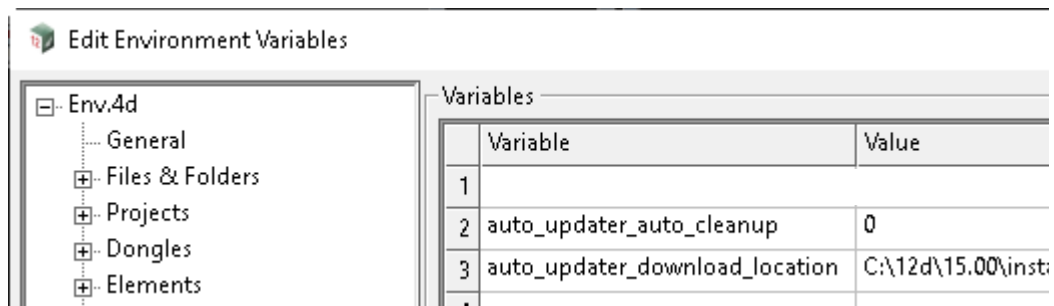 Edit Environment Variables
Env.4d
General
Files & Folders
Projects
Dongles
Elements
Variables
Variable Value
1
2 auto_updater_auto_cleanup 0
3 auto_updater_download_location C:\12d\15.00\insta